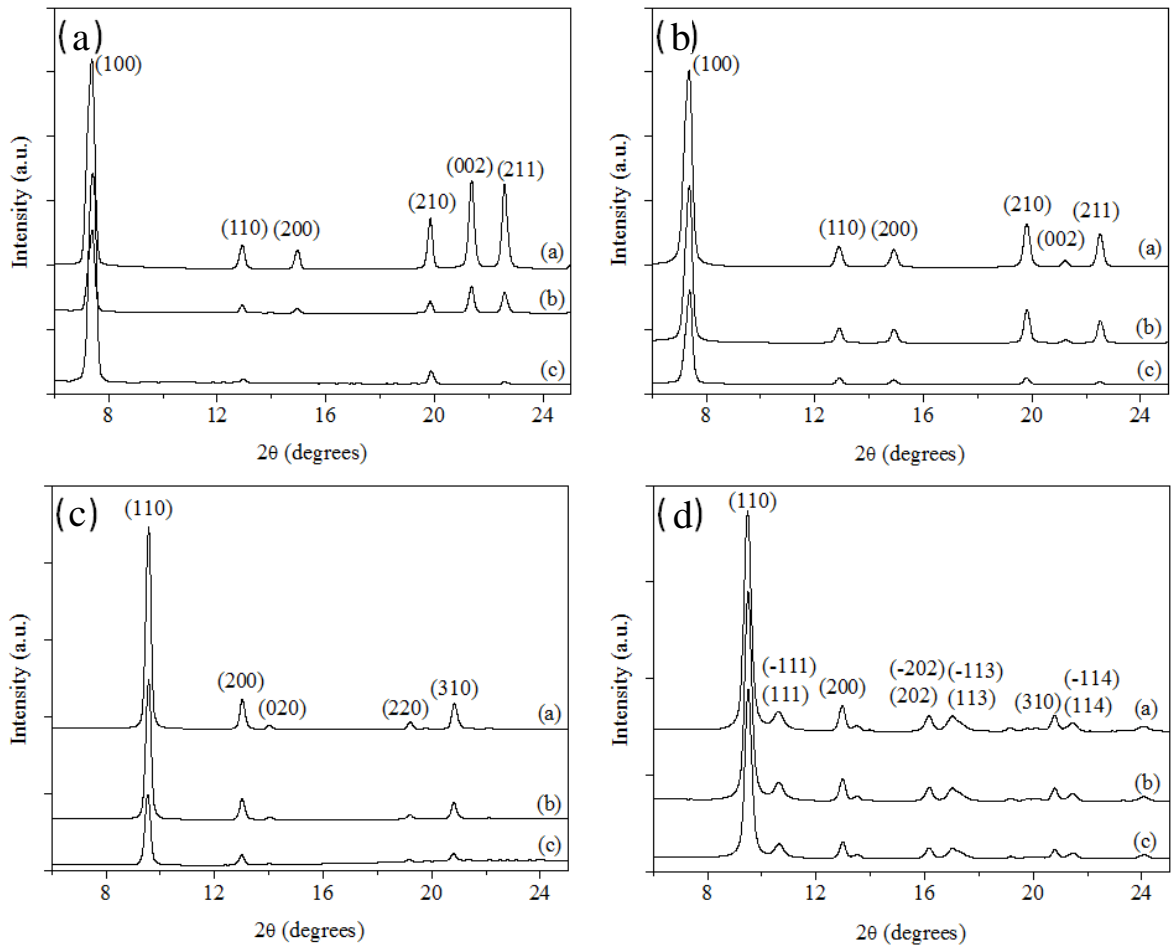 (a)
(100)
(110)
(200)
(210)
(002)
(211)
(a)
(b)
(c)
Intensity (a.u.)
8
12
16
20
24
2θ (degrees)
(b)
(100)
(110)
(200)
(210)
(002)
(211)
(a)
(b)
(c)
Intensity (a.u.)
8
12
16
20
24
2θ (degrees)
(c)
(110)
(200)
(020)
(220)
(310)
(a)
(b)
(c)
Intensity (a.u.)
8
12
16
20
24
2θ (degrees)
(d)
(110)
(-111)
(111)
(200)
(-202)
(202)
(-113)
(113)
(310)
(-114)
(114)
(a)
(b)
(c)
Intensity (a.u.)
8
12
16
20
24
2θ (degrees)